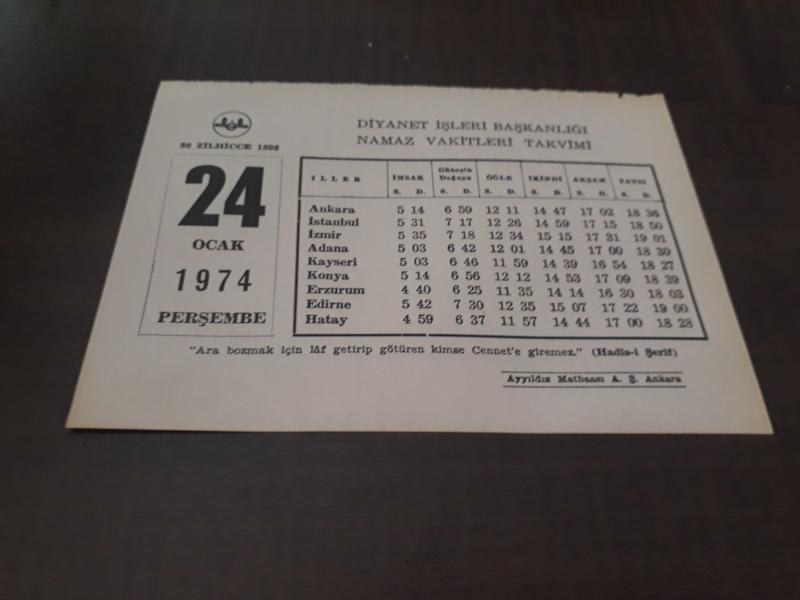 DİYANET İŞLERİ BAŞKANLIĞI
NAMAZ VAKİTLERİ TAKVİMİ
30 ZİLHİCCE 1393
24
OCAK
1974
PERŞEMBE
İLLER İMSAK Güneşin Doğuşu ÖĞLE İKİNDİ AKŞAM YATSI
S. D. S. D. S. D. S. D. S. D. S. D.
Ankara 5 14 6 59 12 11 14 47 17 02 18 36
İstanbul 5 31 7 17 12 26 14 59 17 15 18 50
İzmir 5 35 7 18 12 34 15 15 17 31 19 01
Adana 5 03 6 42 12 01 14 45 17 00 18 30
Kayseri 5 03 6 46 11 59 14 39 16 54 18 27
Konya 5 14 6 56 12 12 14 53 17 09 18 39
Erzurum 4 40 6 25 11 35 14 14 16 30 18 03
Edirne 5 42 7 30 12 35 15 07 17 22 19 00
Hatay 4 59 6 37 11 57 14 44 17 00 18 28
"Ara bozmak için lâf getirip götüren kimse Cennet'e giremez." (Hadis-i Şerif)
Ayyıldız Matbaası A. Ş. Ankara